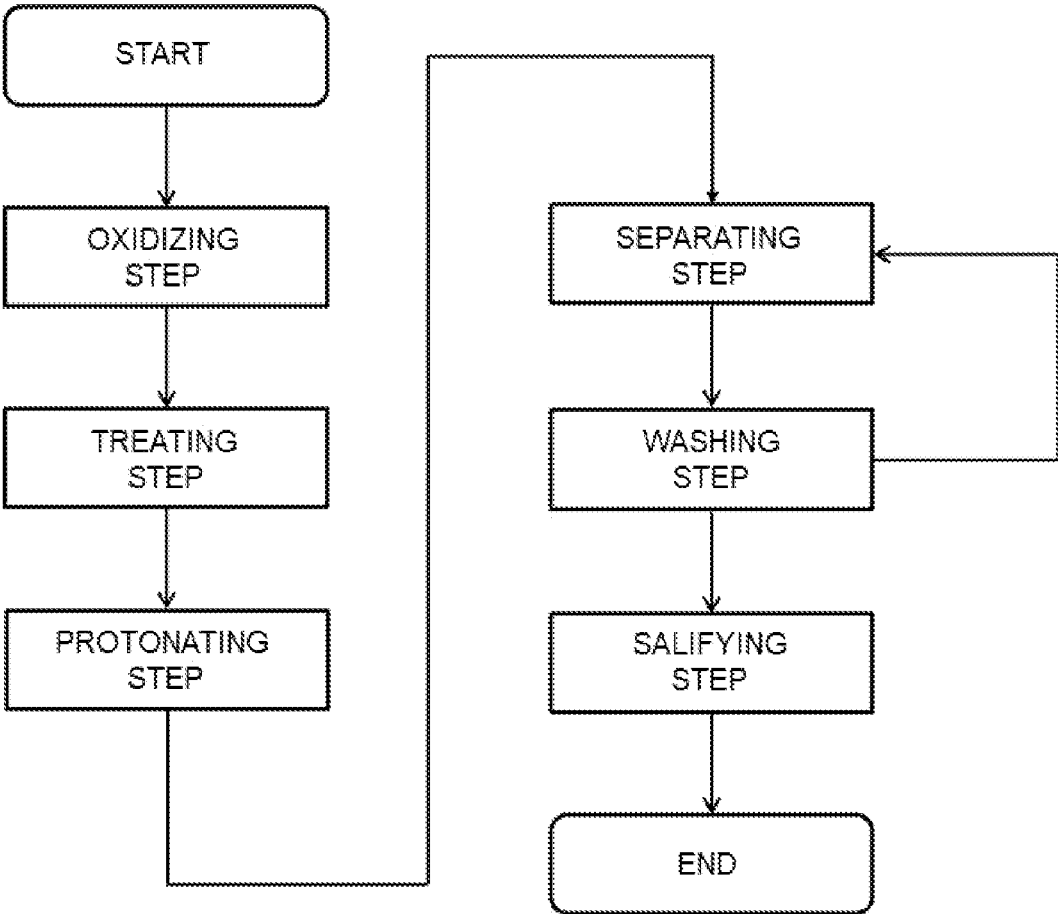 START
OXIDIZING
STEP
TREATING
STEP
PROTONATING
STEP
SEPARATING
STEP
WASHING
STEP
SALIFYING
STEP
END